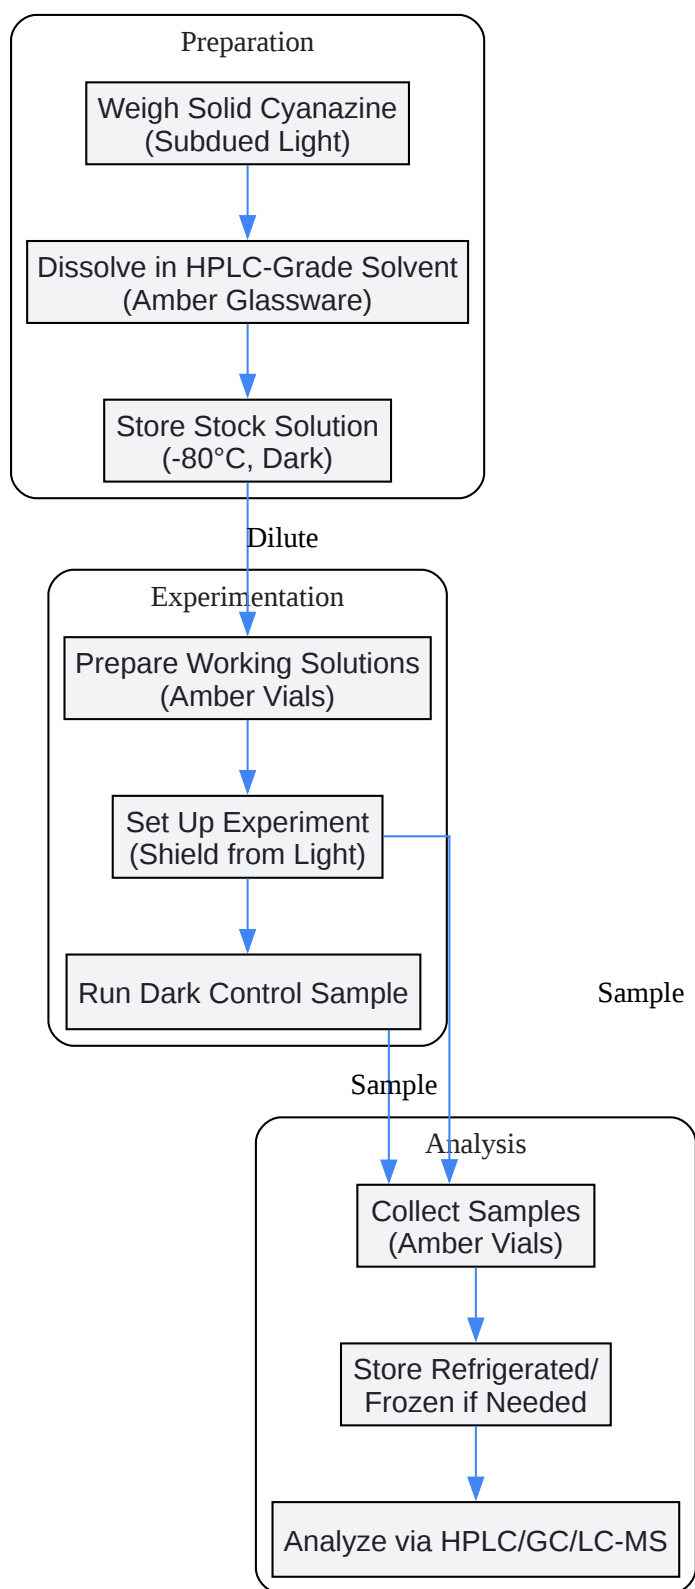 Preparation
Weigh Solid Cyanazine
(Subdued Light)
Dissolve in HPLC-Grade Solvent
(Amber Glassware)
Store Stock Solution
(-80°C, Dark)
Dilute
Experimentation
Prepare Working Solutions
(Amber Vials)
Set Up Experiment
(Shield from Light)
Run Dark Control Sample
Sample
Sample
Analysis
Collect Samples
(Amber Vials)
Store Refrigerated/
Frozen if Needed
Analyze via HPLC/GC/LC-MS